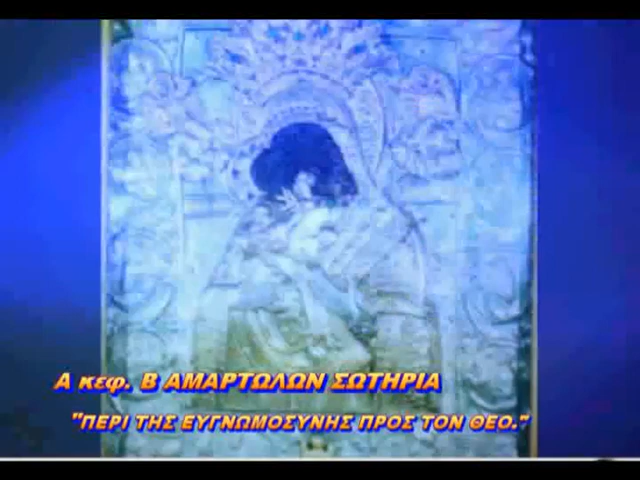 Α κεφ. Β ΑΜΑΡΤΩΛΩΝ ΣΩΤΗΡΙΑ
"ΠΕΡΙ ΤΗΣ ΕΥΓΝΩΜΟΣΥΝΗΣ ΠΡΟΣ ΤΟΝ ΘΕΟ."